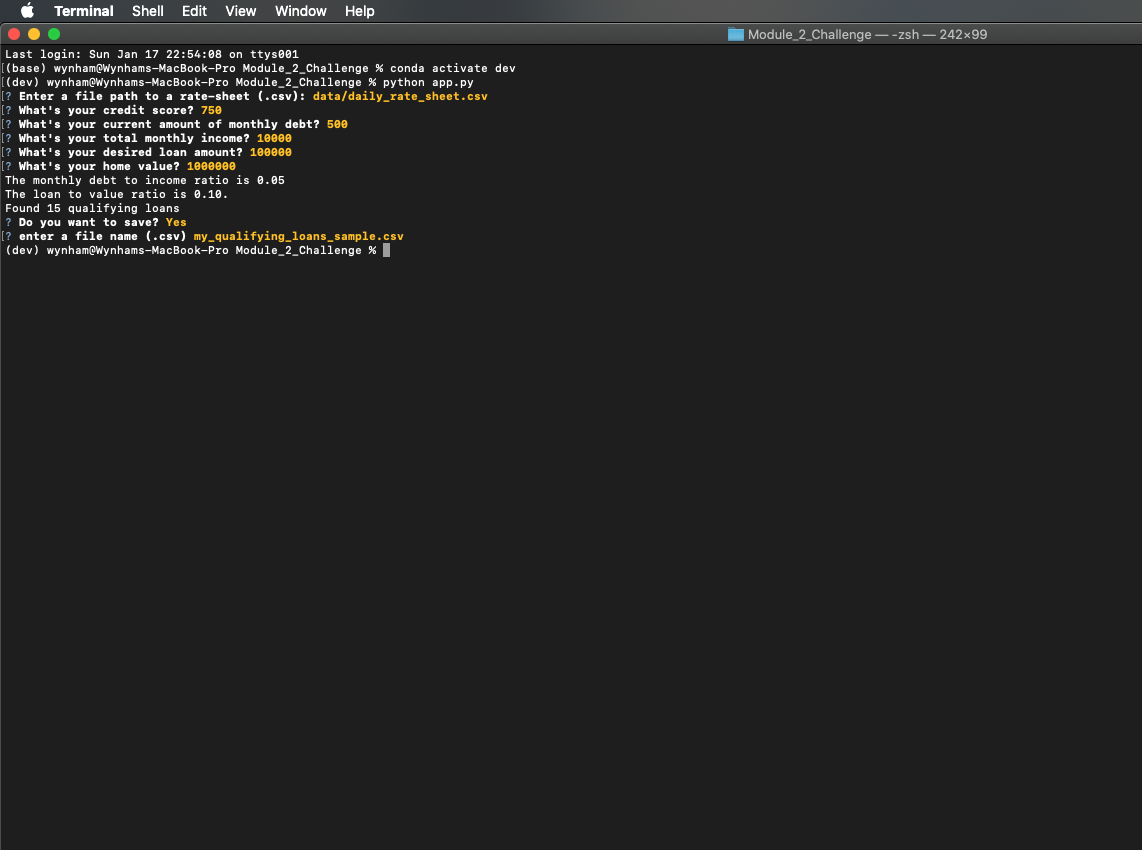 Terminal Shell Edit View Window Help
Module_2_Challenge — -zsh — 242×99
Last login: Sun Jan 17 22:54:08 on ttys001
[(base) wynham@Wynhams-MacBook-Pro Module_2_Challenge % conda activate dev
[(dev) wynham@Wynhams-MacBook-Pro Module_2_Challenge % python app.py
[? Enter a file path to a rate-sheet (.csv): data/daily_rate_sheet.csv
[? What's your credit score? 750
[? What's your current amount of monthly debt? 500
[? What's your total monthly income? 10000
[? What's your desired loan amount? 100000
[? What's your home value? 1000000
The monthly debt to income ratio is 0.05
The loan to value ratio is 0.10.
Found 15 qualifying loans
? Do you want to save? Yes
[? enter a file name (.csv) my_qualifying_loans_sample.csv
(dev) wynham@Wynhams-MacBook-Pro Module_2_Challenge %